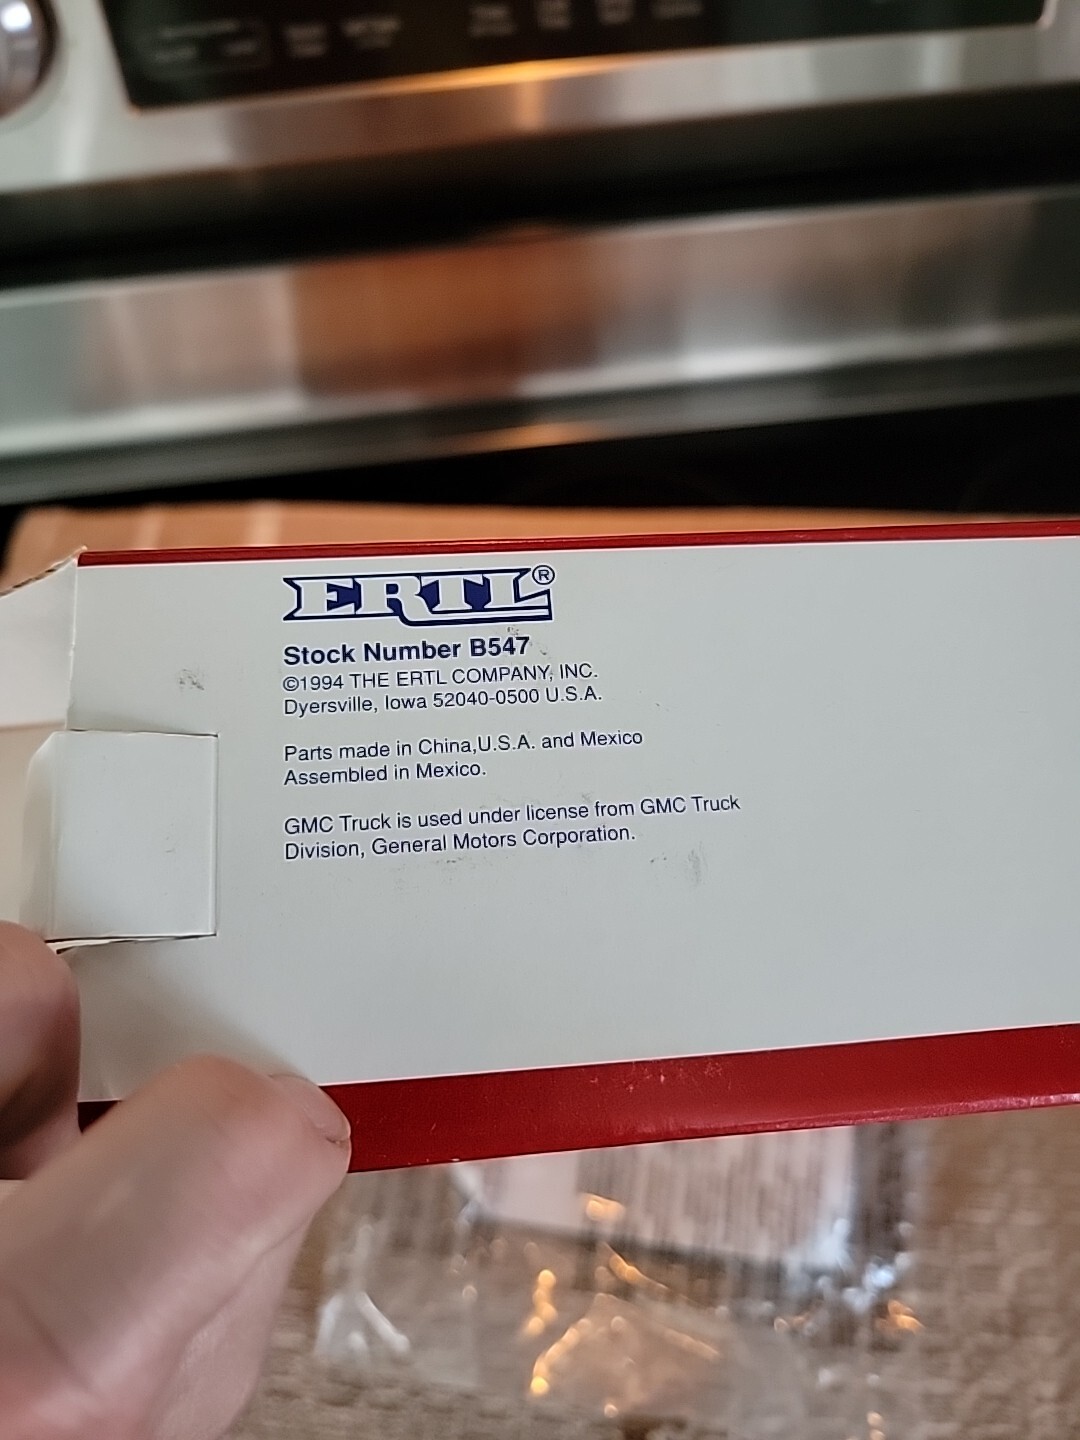 ERTL®
Stock Number B547
©1994 THE ERTL COMPANY, INC.
Dyersville, Iowa 52040-0500 U.S.A.
Parts made in China,U.S.A. and Mexico
Assembled in Mexico.
GMC Truck is used under license from GMC Truck
Division, General Motors Corporation.